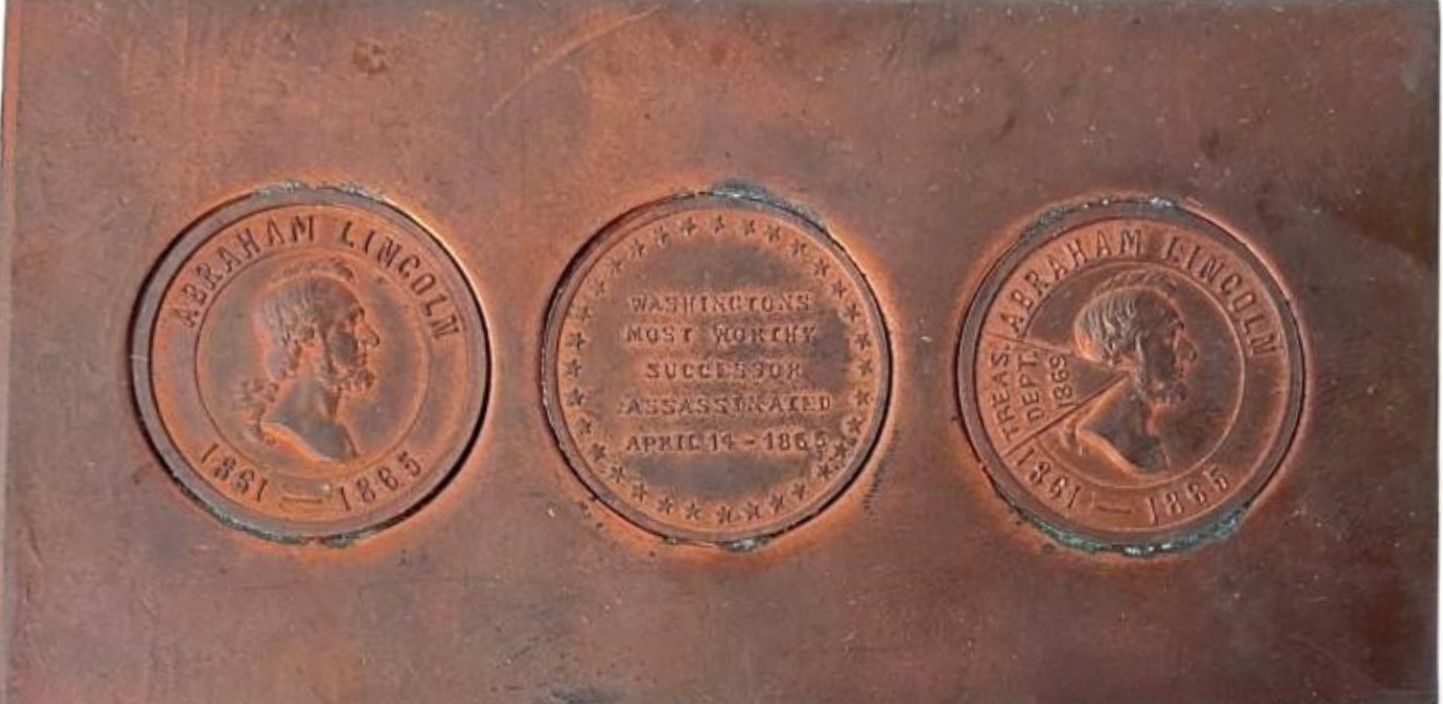 ABRAHAM LINCOLN
1861 — 1865
WASHINGTONS
MOST WORTHY
SUCCESSOR
ASSASSINATED
APRIL 14 - 1865
ABRAHAM LINCOLN
TREAS.
DEPT.
1869
1861 — 1865